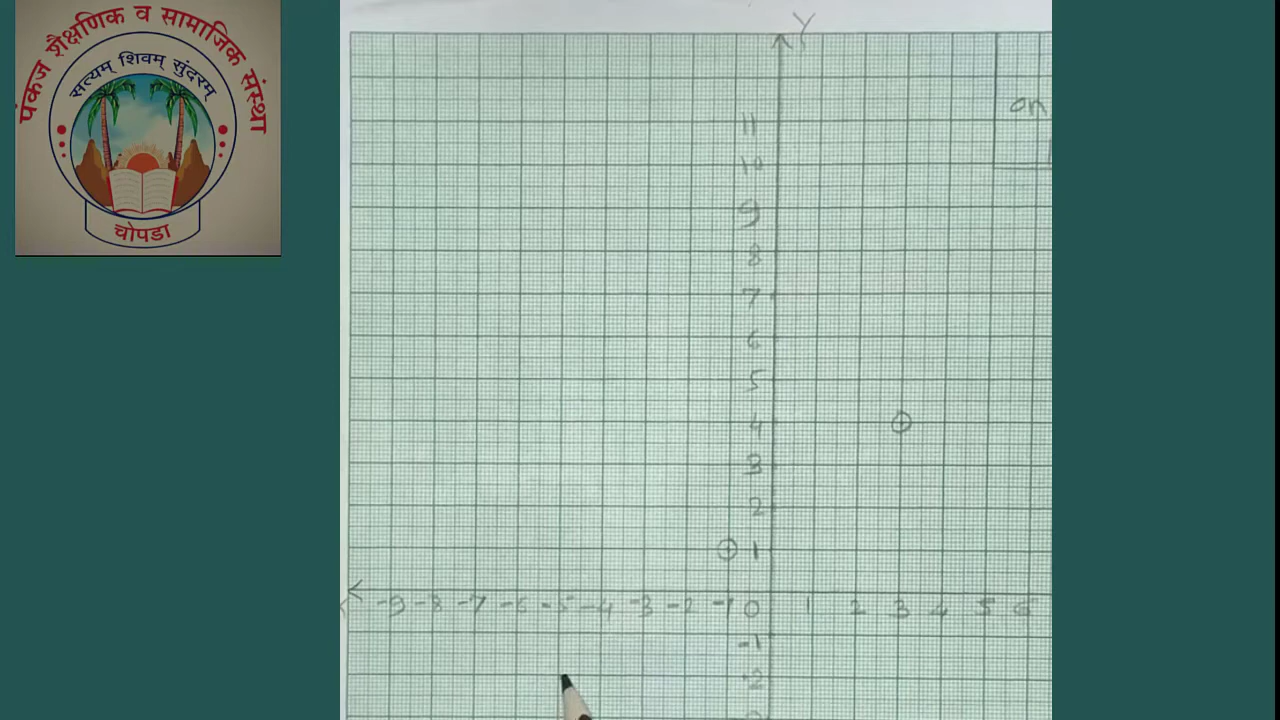 पंकज शैक्षणिक व सामाजिक संस्था
सत्यम् शिवम् सुंदरम्
चोपडा
Y
on
11
10
9
8
7
6
5
4
3
2
1
-9 -8 -7 -6 -5 -4 -3 -2 -1 0 1 2 3 4 5 6
-1
-2